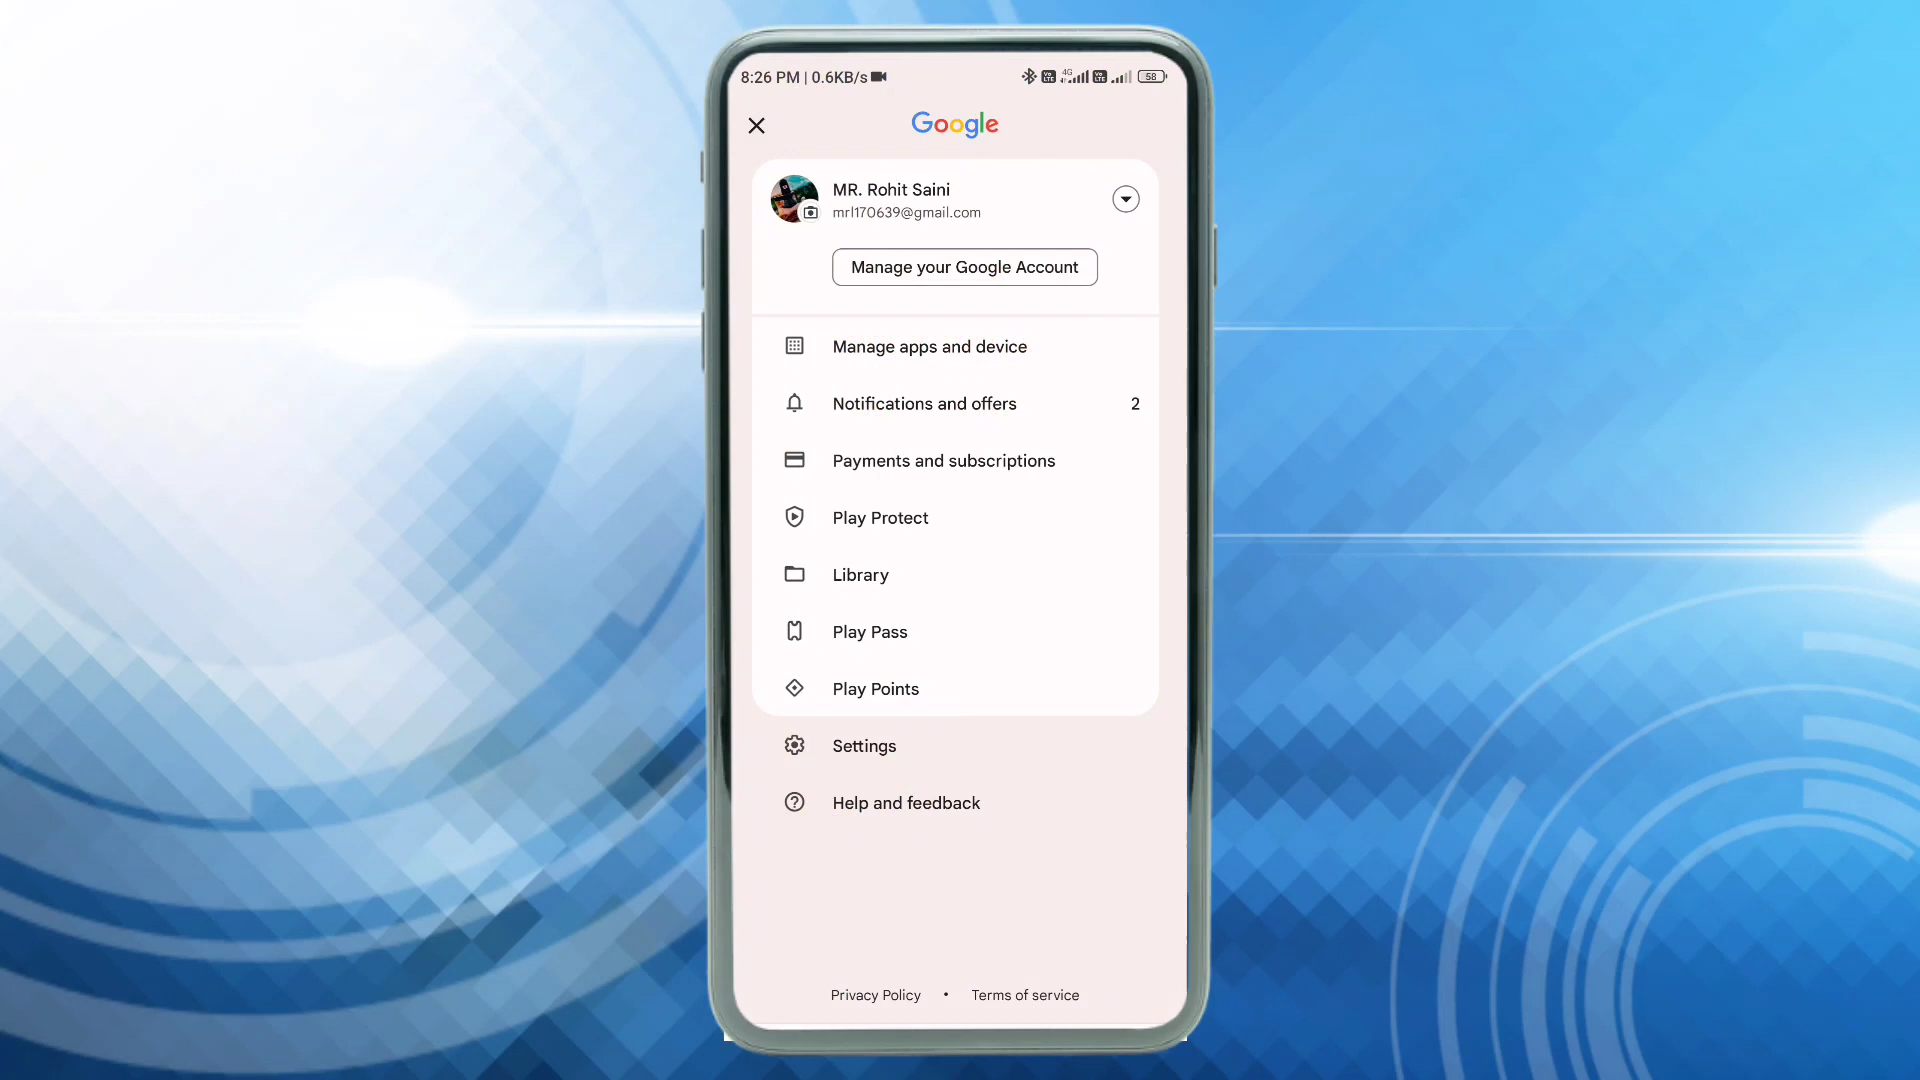 8:26 PM | 0.6KB/s
4G
58
Google
MR. Rohit Saini
mrl170639@gmail.com
Manage your Google Account
Manage apps and device
Notifications and offers 2
Payments and subscriptions
Play Protect
Library
Play Pass
Play Points
Settings
Help and feedback
Privacy Policy • Terms of service